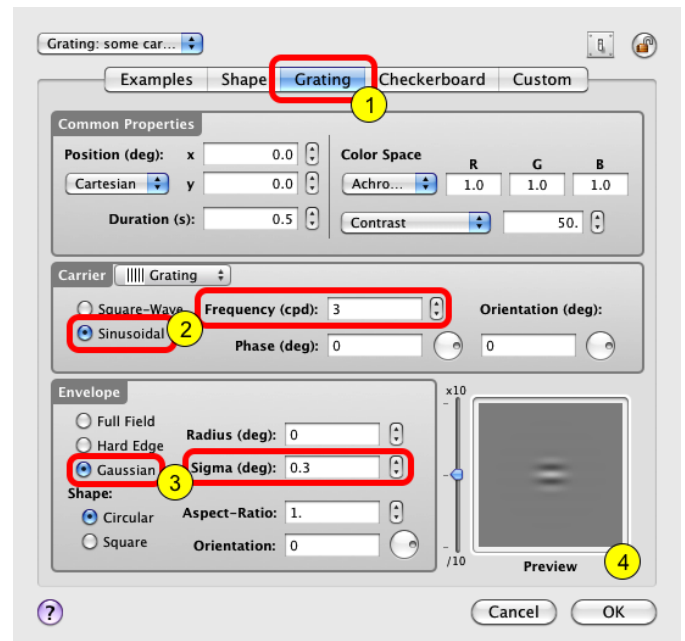 Grating: some car...
Examples Shape Grating Checkerboard Custom
1
Common Properties
Position (deg): x 0.0 Color Space R G B
Cartesian y 0.0 Achro... 1.0 1.0 1.0
Duration (s): 0.5 Contrast 50.
Carrier Grating
Square-Wave Frequency (cpd): 3 Orientation (deg):
Sinusoidal 2 Phase (deg): 0 0
Envelope x10
Full Field
Radius (deg): 0
Hard Edge
Gaussian 3 Sigma (deg): 0.3
Shape:
Circular Aspect-Ratio: 1.
Square Orientation: 0
/10 Preview 4
? Cancel OK